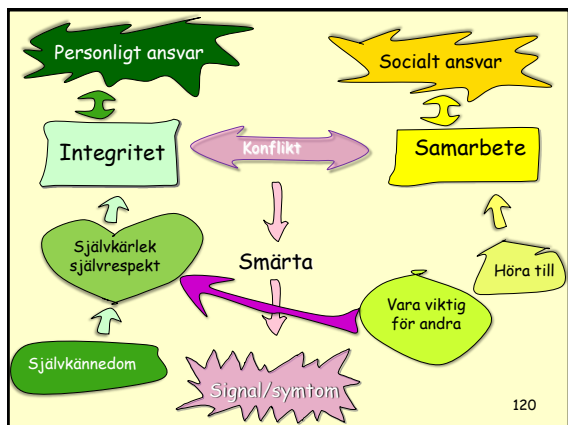 Personligt ansvar
Socialt ansvar
Integritet
Konflikt
Samarbete
Självkärlek
självrespekt
Smärta
Höra till
Vara viktig
för andra
Självkännedom
Signal/symtom
120